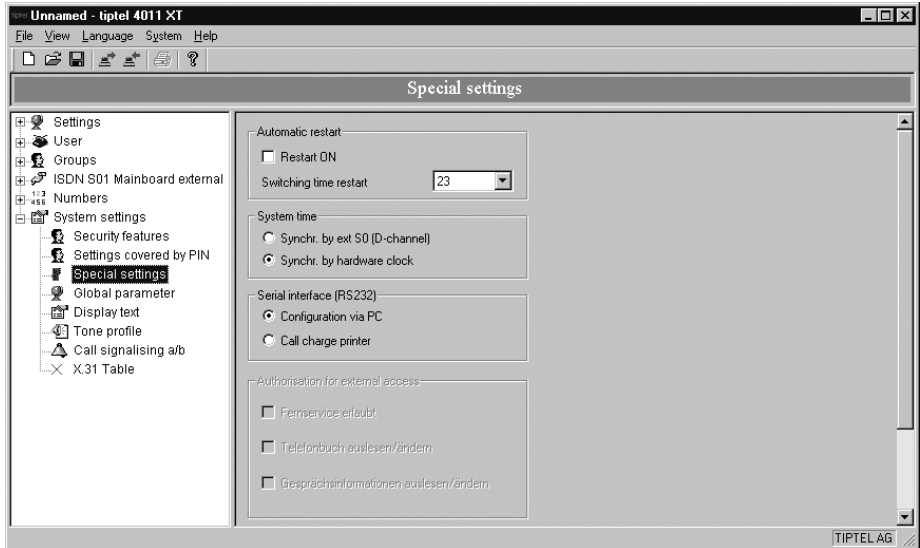 tiptel Unnamed - tiptel 4011 XT
File View Language System Help
Special settings
Settings
User
Groups
ISDN S01 Mainboard external
123
456 Numbers
System settings
Security features
Settings covered by PIN
Special settings
Global parameter
Display text
Tone profile
Call signalising a/b
X.31 Table
Automatic restart
Restart ON
Switching time restart 23
System time
Synchr. by ext S0 (D-channel)
Synchr. by hardware clock
Serial interface (RS232)
Configuration via PC
Call charge printer
Authorisation for external access
Fernservice erlaubt
Telefonbuch auslesen/ändern
Gesprächsinformationen auslesen/ändern
TIPTEL AG